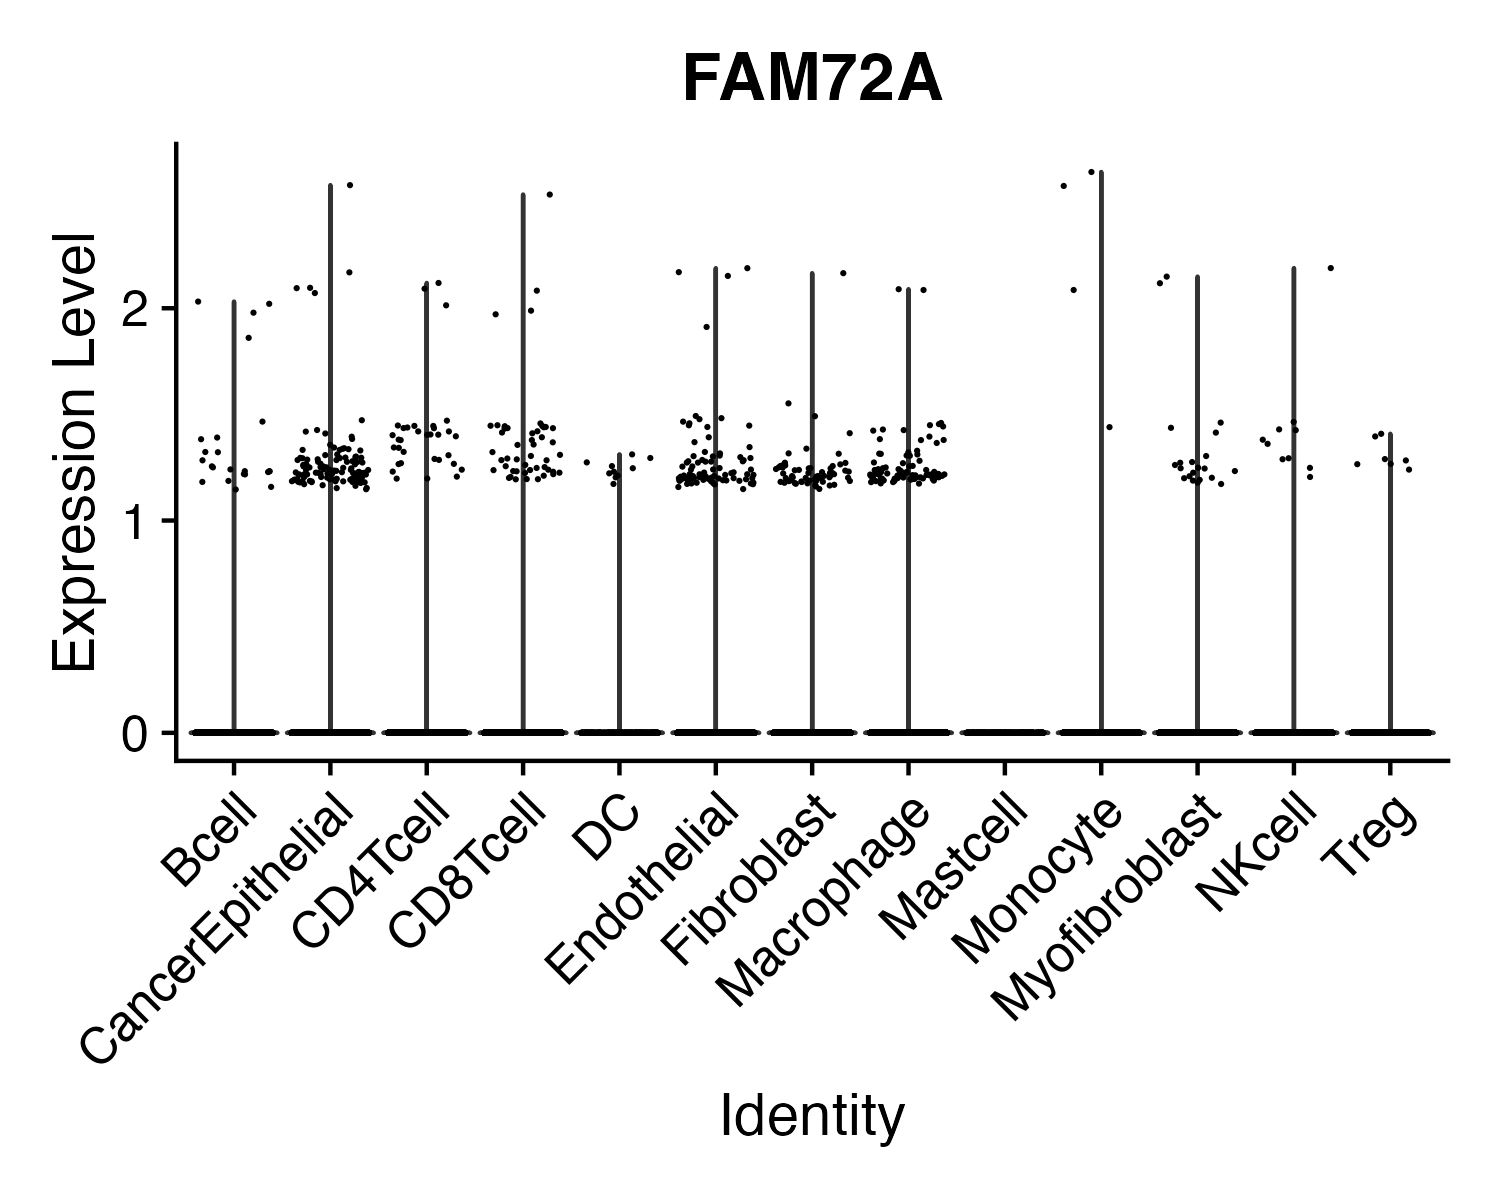 FAM72A
Expression Level
2
1
0
Bcell
CancerEpithelial
CD4Tcell
CD8Tcell
DC
Endothelial
Fibroblast
Macrophage
Mastcell
Monocyte
Myofibroblast
NKcell
Treg
Identity